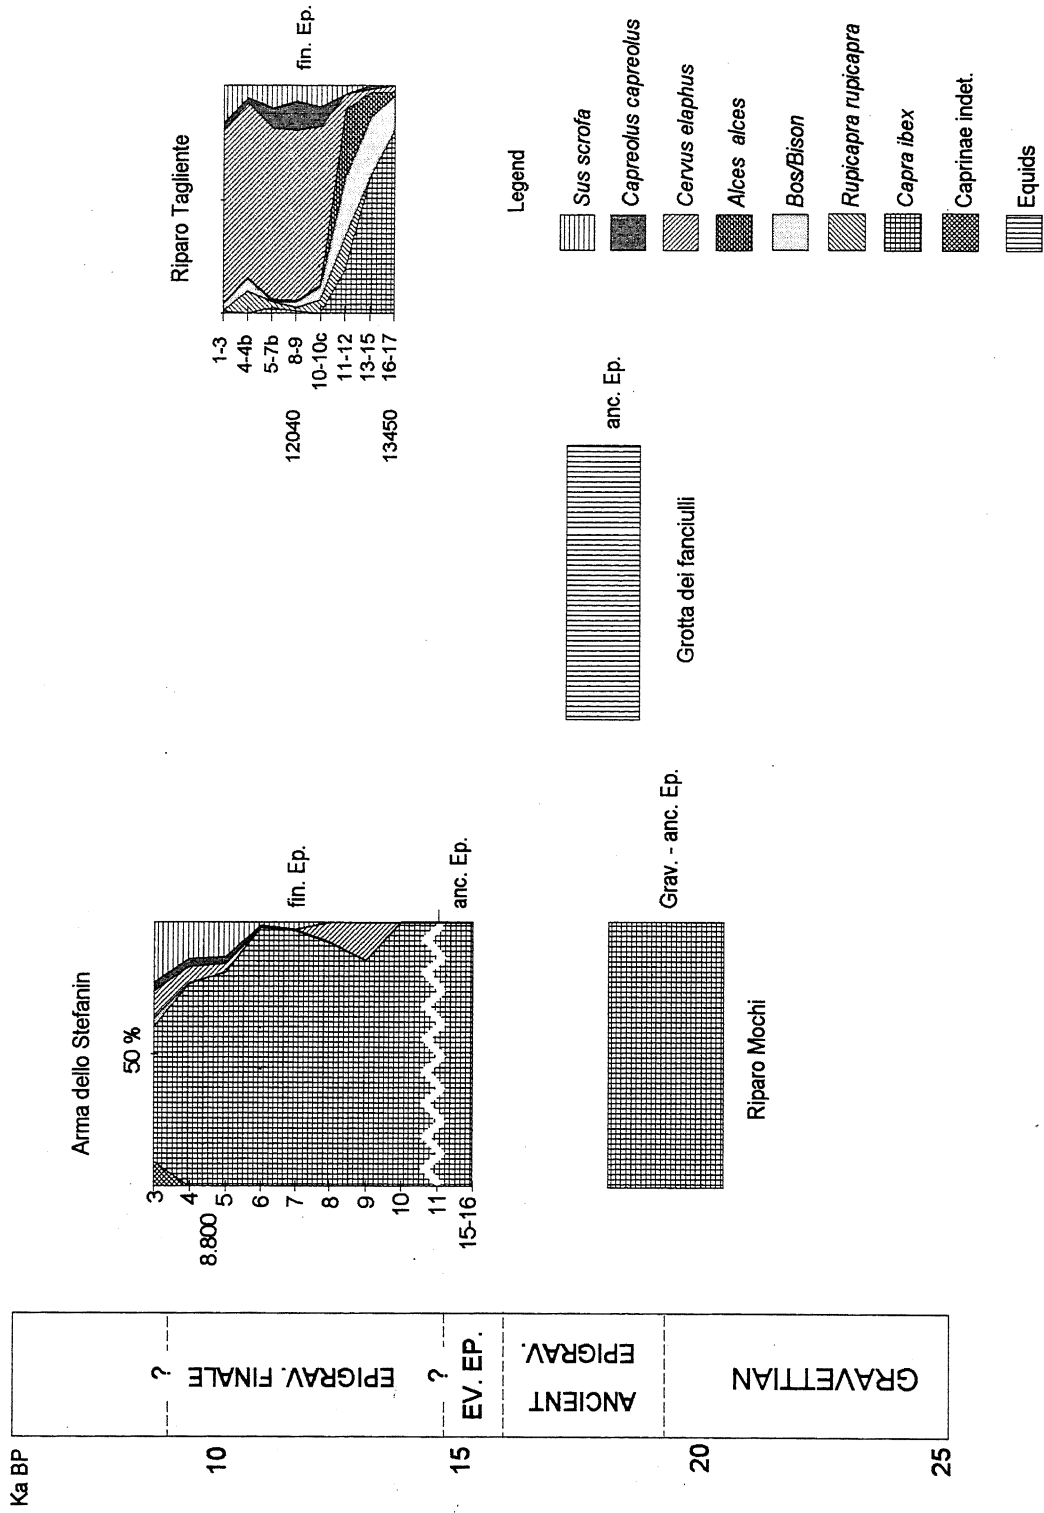 Ka BP
10
15
20
25
?
EPIGRAV. FINALE
?
EV. EP.
ANCIENT
EPIGRAV.
GRAVETTIAN
Arma dello Stefanin
50 %
3
4
8.800
5
6
7
8
9
10
11
15-16
fin. Ep.
anc. Ep.
Riparo Mochi
Grav. - anc. Ep.
Grotta dei fanciulli
anc. Ep.
Riparo Tagliente
1-3
4-4b
5-7b
8-9
10-10c
11-12
13-15
16-17
12040
13450
fin. Ep.
Legend
Sus scrofa
Capreolus capreolus
Cervus elaphus
Alces alces
Bos/Bison
Rupicapra rupicapra
Capra ibex
Caprinae indet.
Equids